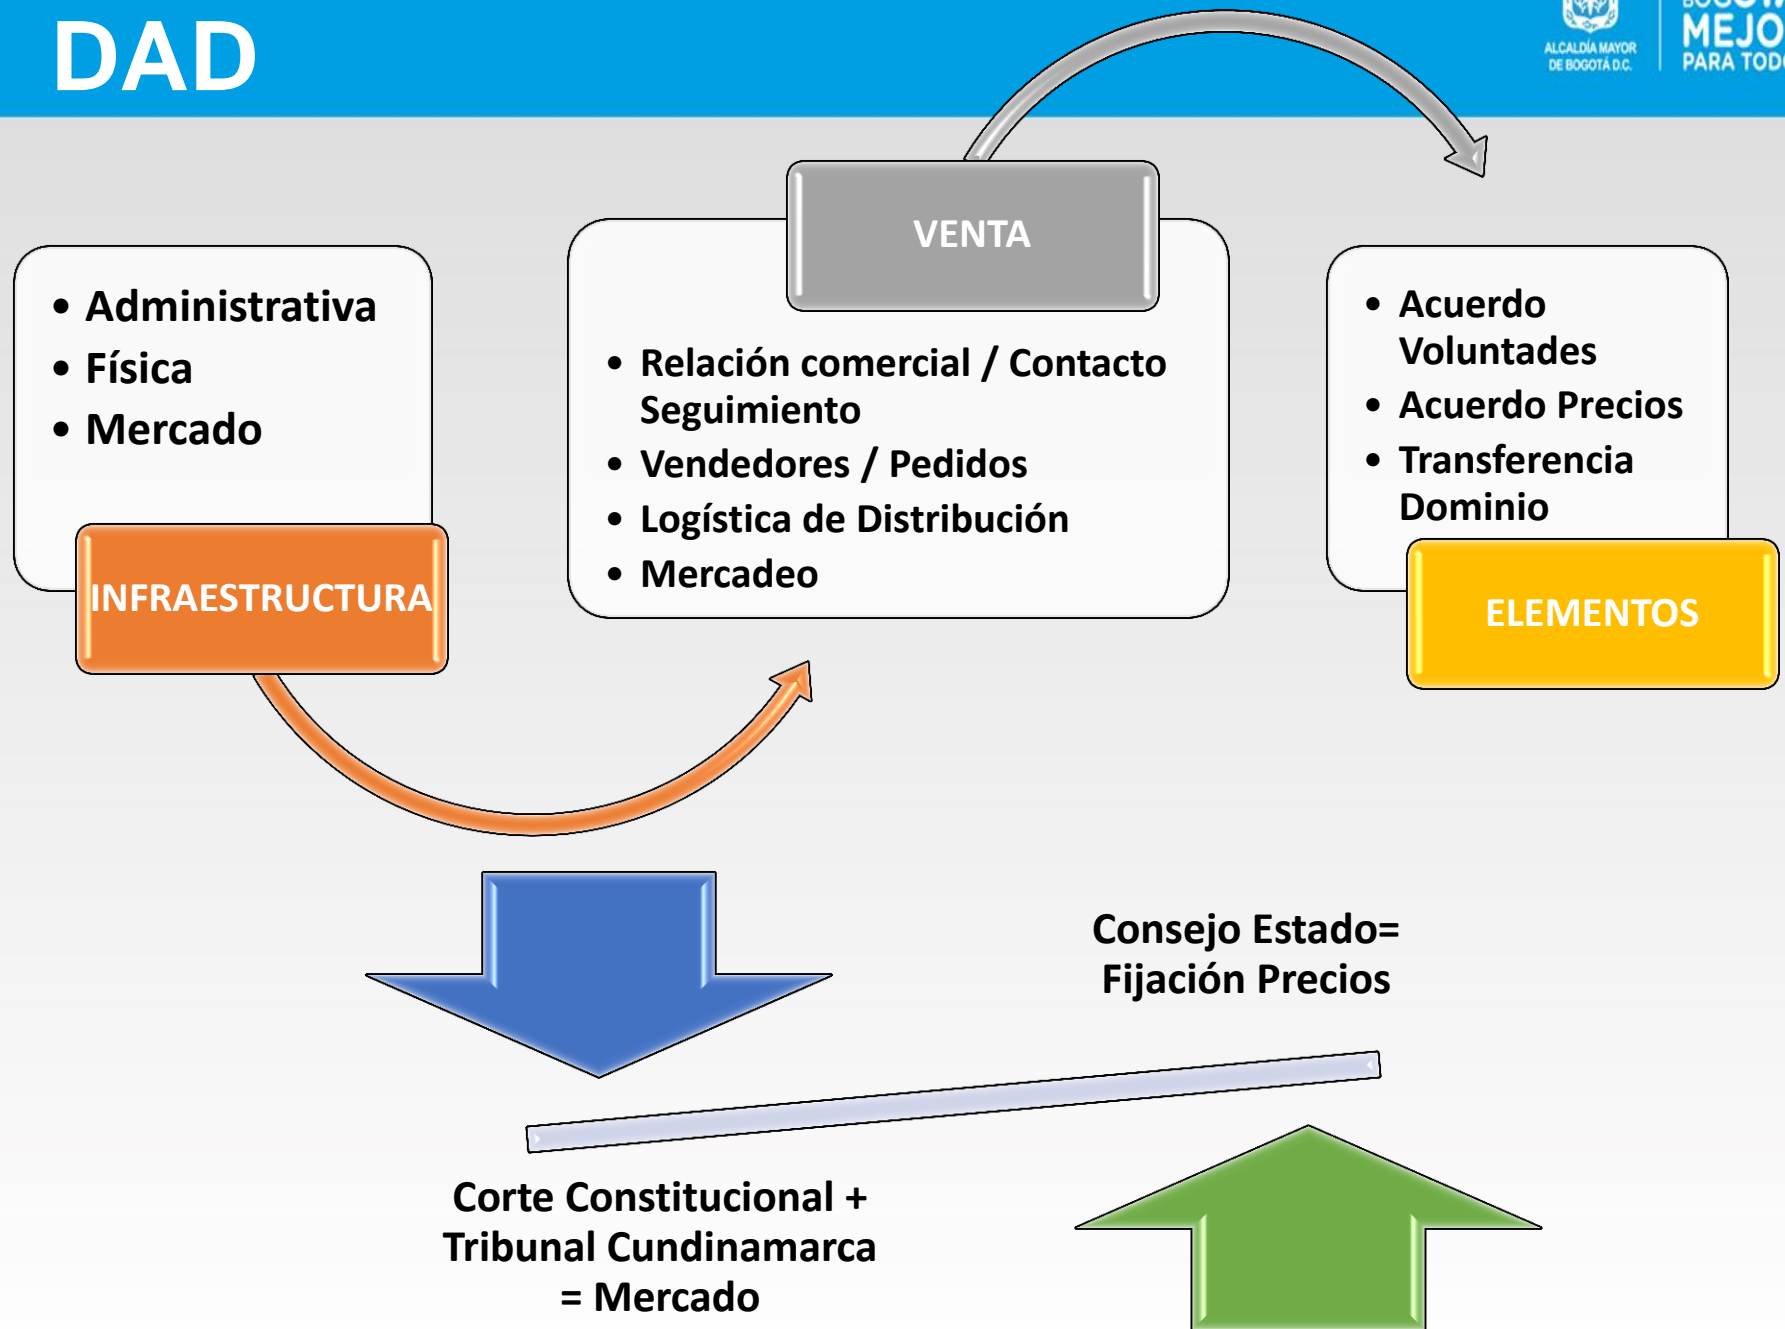 DAD
ALCALDÍA MAYOR
DE BOGOTÁ D.C.
MEJO
PARA TOD
• Administrativa
• Física
• Mercado
INFRAESTRUCTURA
VENTA
• Relación comercial / Contacto
Seguimiento
• Vendedores / Pedidos
• Logística de Distribución
• Mercadeo
• Acuerdo
Voluntades
• Acuerdo Precios
• Transferencia
Dominio
ELEMENTOS
Consejo Estado=
Fijación Precios
Corte Constitucional +
Tribunal Cundinamarca
= Mercado